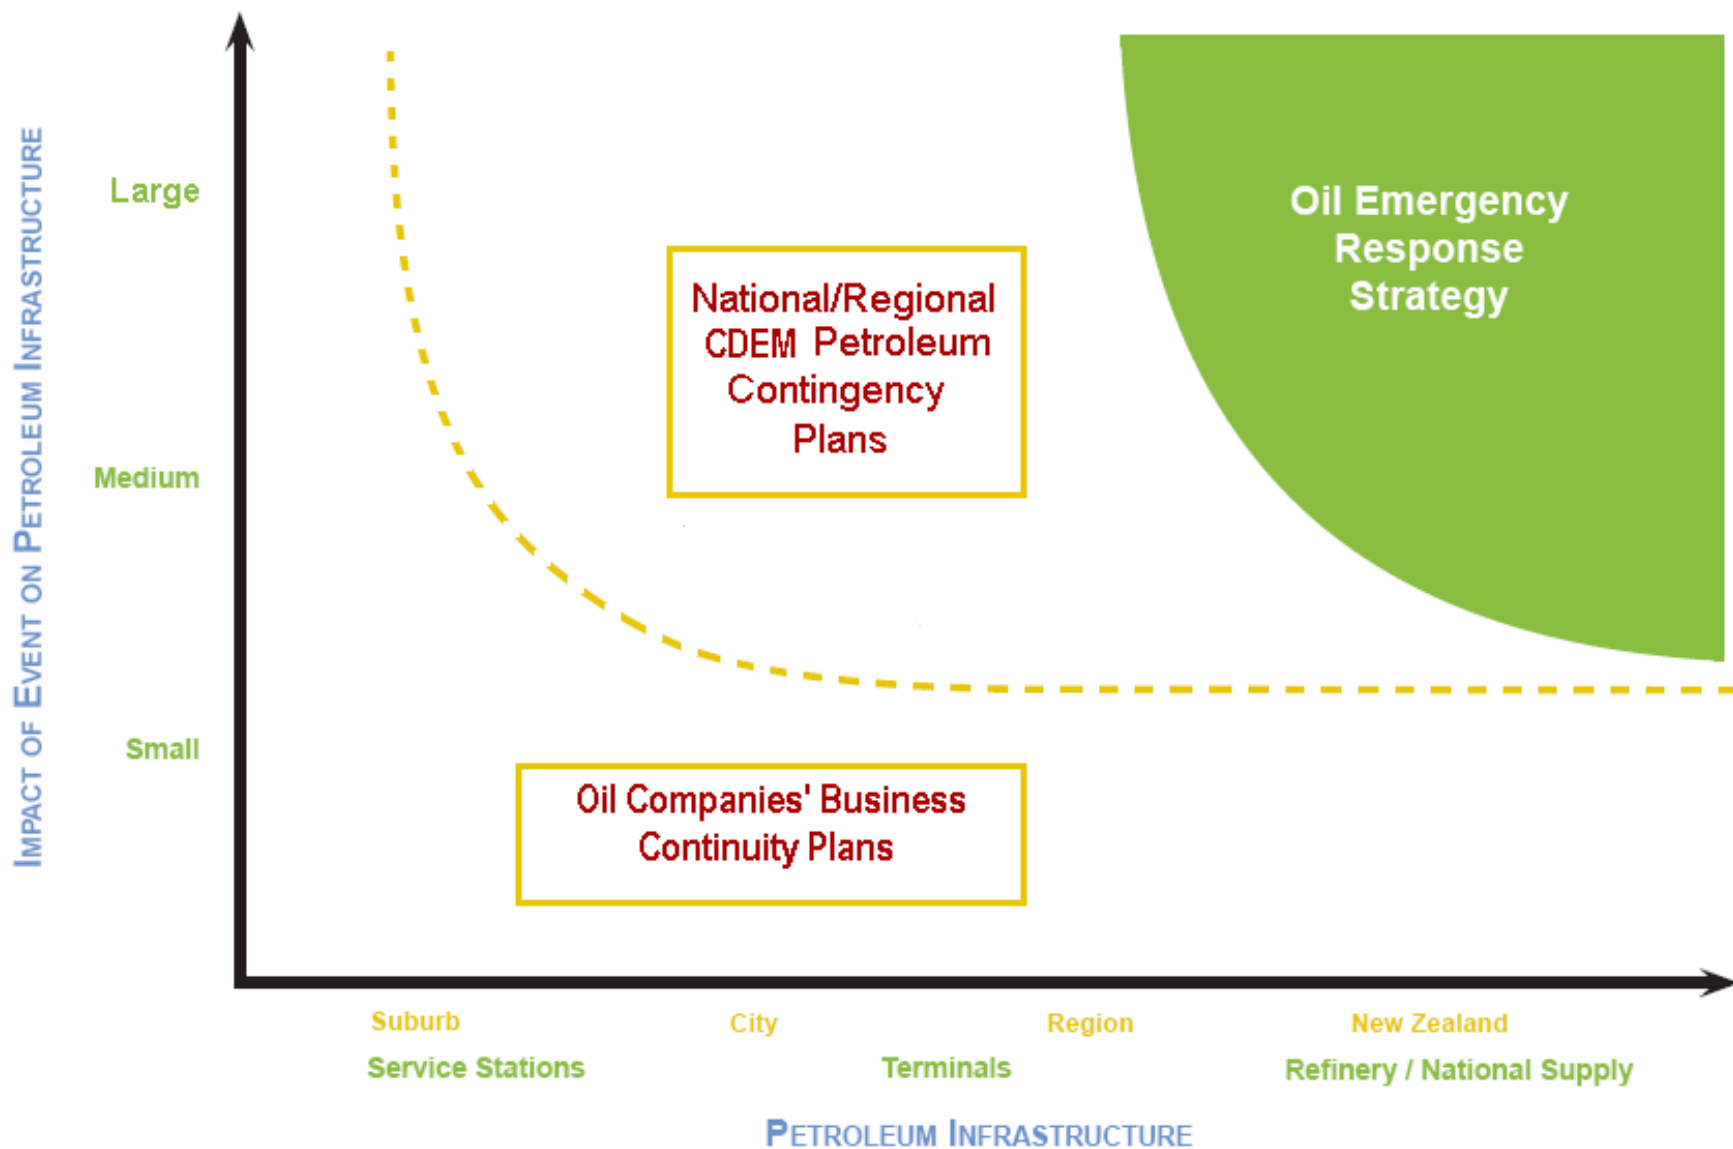 IMPACT OF EVENT ON PETROLEUM INFRASTRUCTURE
Large
Medium
Small
Oil Emergency
Response
Strategy
National/Regional
CDEM Petroleum
Contingency
Plans
Oil Companies' Business
Continuity Plans
Suburb
City
Region
New Zealand
Service Stations
Terminals
Refinery / National Supply
PETROLEUM INFRASTRUCTURE